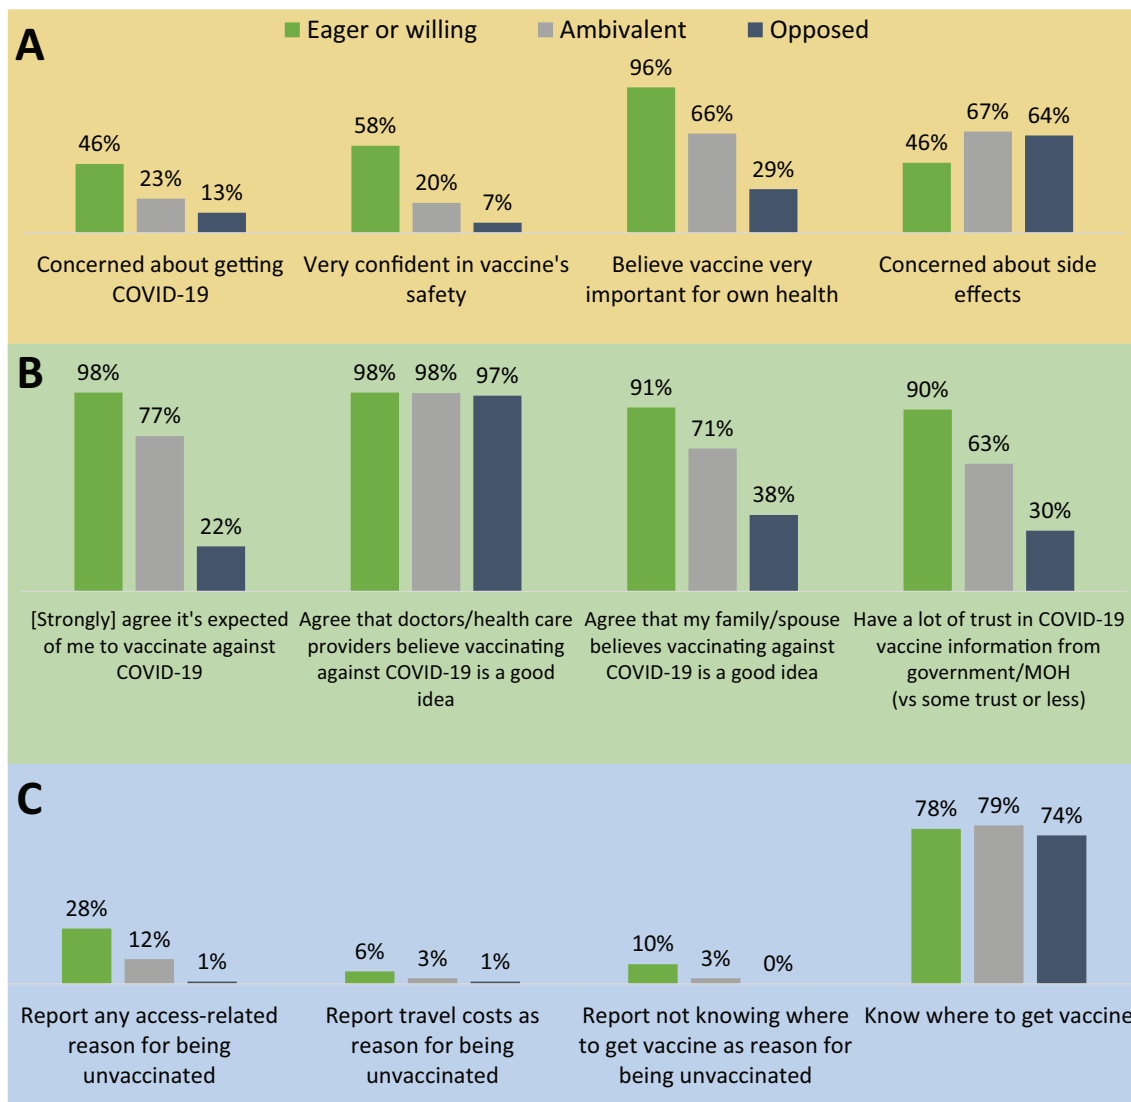 A
Eager or willing Ambivalent Opposed
46% 23% 13%
58% 20% 7%
96% 66% 29%
46% 67% 64%
Concerned about getting
COVID-19
Very confident in vaccine's
safety
Believe vaccine very
important for own health
Concerned about side
effects
B
98% 77% 22%
98% 98% 97%
91% 71% 38%
90% 63% 30%
[Strongly] agree it's expected
of me to vaccinate against
COVID-19
Agree that doctors/health care
providers believe vaccinating
against COVID-19 is a good
idea
Agree that my family/spouse
believes vaccinating against
COVID-19 is a good idea
Have a lot of trust in COVID-19
vaccine information from
government/MOH
(vs some trust or less)
C
28% 12% 1%
6% 3% 1%
10% 3% 0%
78% 79% 74%
Report any access-related
reason for being
unvaccinated
Report travel costs as
reason for being
unvaccinated
Report not knowing where
to get vaccine as reason for
being unvaccinated
Know where to get vaccine